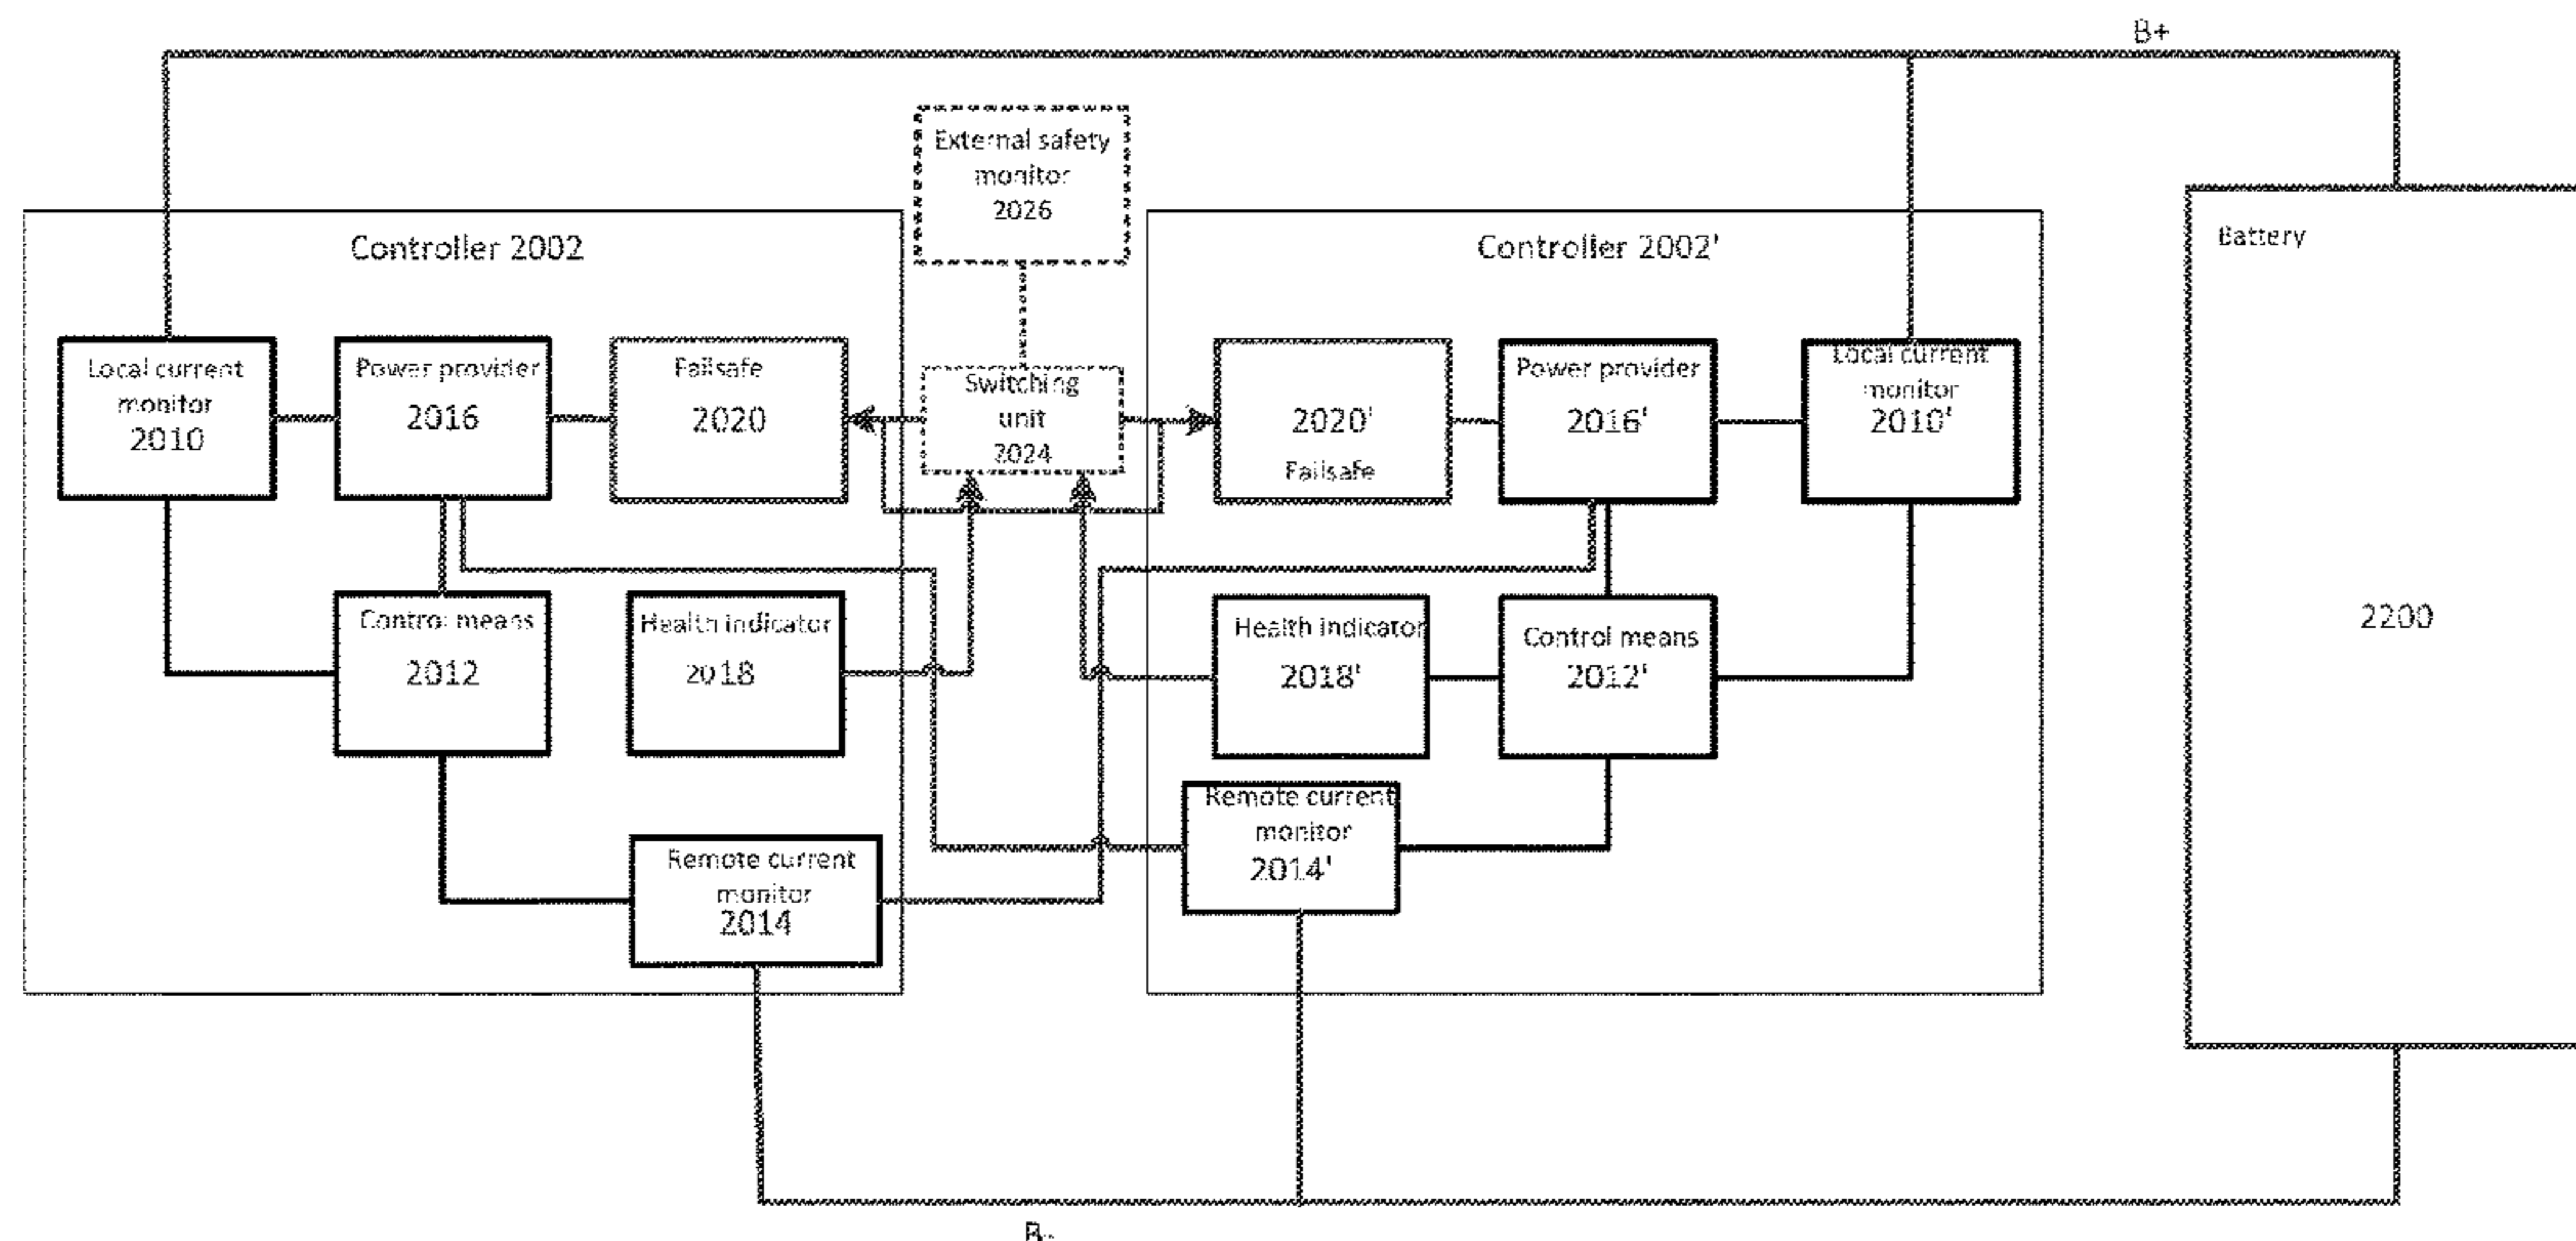 B+
External safety
monitor
2026
Controller 2002
Controller 2002'
Battery
2200
Local current
monitor
2010
Power provider
2016
Failsafe
2020
Switching
unit
2024
2020'
Failsafe
Power provider
2016'
Local current
monitor
2010'
Control means
2012
Health indicator
2018
Health indicator
2018'
Control means
2012'
Remote current
monitor
2014
Remote current
monitor
2014'
B-